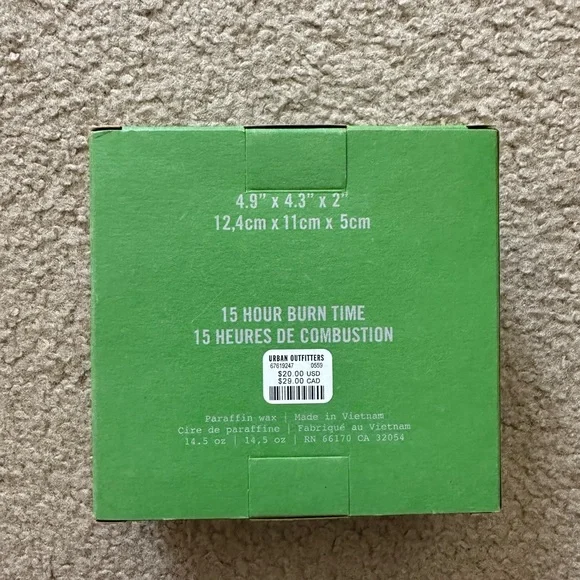 4.9" x 4.3" x 2"
12,4cm x 11cm x 5cm
15 HOUR BURN TIME
15 HEURES DE COMBUSTION
URBAN OUTFITTERS
67619247 0559
$20.00 USD
$29.00 CAD
Paraffin wax | Made in Vietnam
Cire de paraffine | Fabriqué au Vietnam
14.5 oz | 14,5 oz | RN 66170 CA 32054